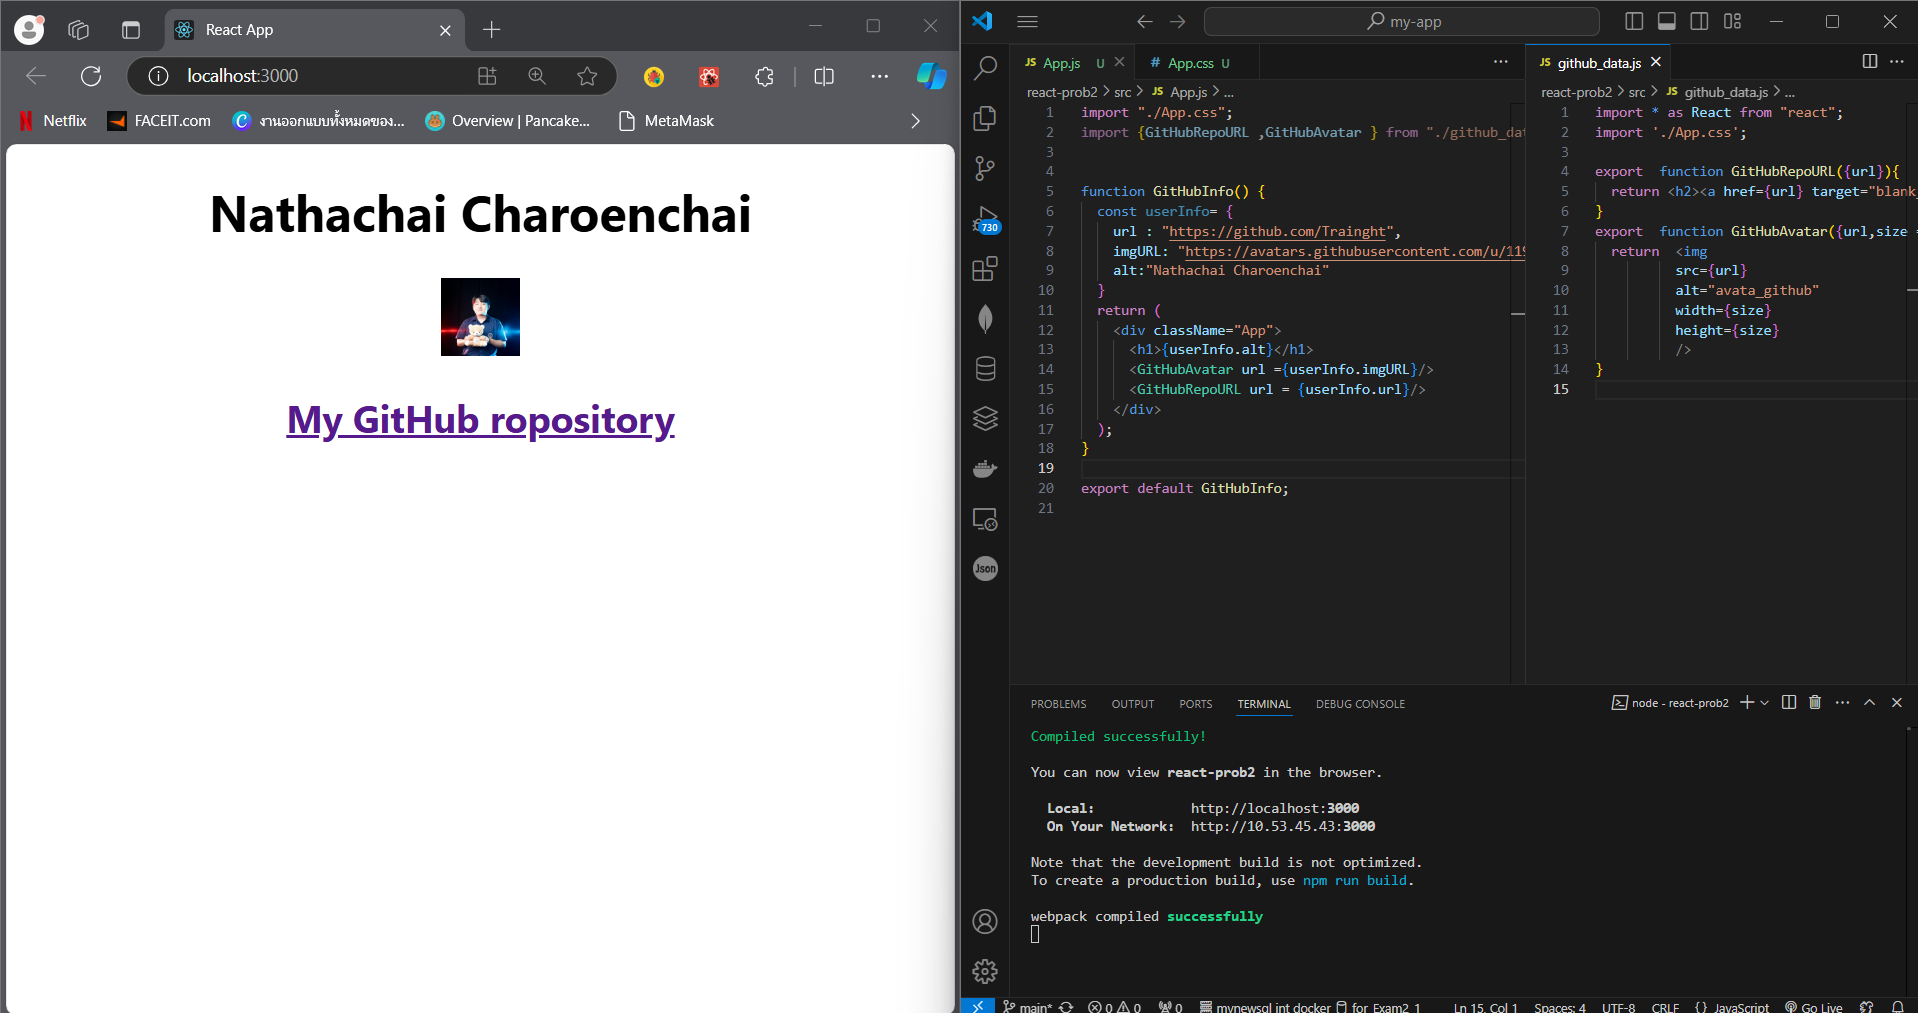 React App
localhost:3000
Netflix
FACEIT.com
งานออกแบบทั้งหมดของ...
Overview | Pancake...
MetaMask
Nathachai Charoenchai
My GitHub ropository
my-app
JS App.js U
# App.css U
react-prob2 > src > JS App.js > ...
1 import "./App.css";
2 import {GitHubRepoURL ,GitHubAvatar } from "./github_dat
3
4
5 function GitHubInfo() {
6 const userInfo= {
7 url : "https://github.com/Trainght",
8 imgURL: "https://avatars.githubusercontent.com/u/119
9 alt:"Nathachai Charoenchai"
10 }
11 return (
12 <div className="App">
13 <h1>{userInfo.alt}</h1>
14 <GitHubAvatar url ={userInfo.imgURL}/>
15 <GitHubRepoURL url = {userInfo.url}/>
16 </div>
17 );
18 }
19
20 export default GitHubInfo;
21
JS github_data.js
react-prob2 > src > JS github_data.js > ...
1 import * as React from "react";
2 import './App.css';
3
4 export  function GitHubRepoURL({url}){
5 return <h2><a href={url} target="blank_
6 }
7 export  function GitHubAvatar({url,size =
8 return  <img
9 src={url}
10 alt="avata_github"
11 width={size}
12 height={size}
13 />
14 }
15
730
Json
PROBLEMS
OUTPUT
PORTS
TERMINAL
DEBUG CONSOLE
node - react-prob2
Compiled successfully!
You can now view react-prob2 in the browser.
Local: http://localhost:3000
On Your Network: http://10.53.45.43:3000
Note that the development build is not optimized.
To create a production build, use npm run build.
webpack compiled successfully
main* 0 0 0 mynewsql int docker for_Exam2_1 Ln 15, Col 1 Spaces: 4 UTF-8 CRLF {} JavaScript Go Live